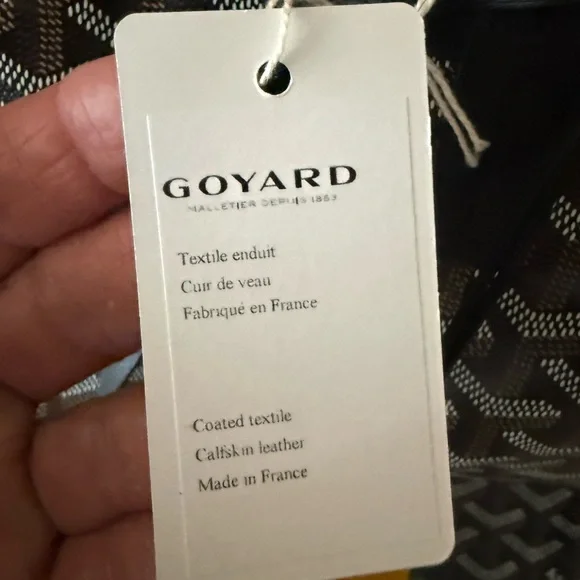 GOYARD
MALLETIER DEPUIS 1853
Textile enduit
Cuir de veau
Fabriqué en France
Coated textile
Calfskin leather
Made in France